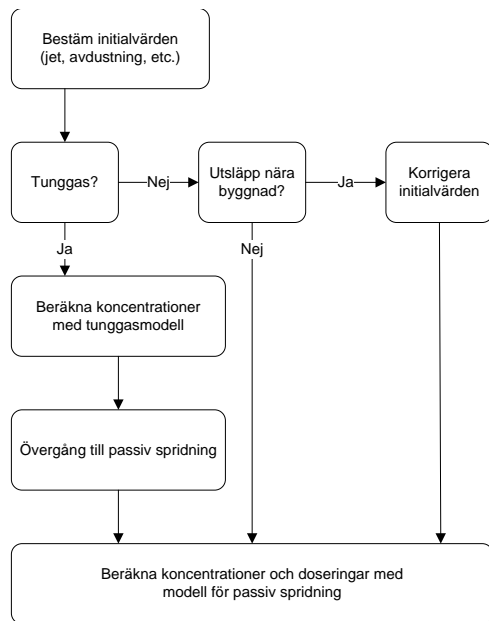 Bestäm initialvärden
(jet, avdustning, etc.)
Tunggas?
Nej
Utsläpp nära
byggnad?
Ja
Korrigera
initialvärden
Ja
Nej
Beräkna koncentrationer
med tunggasmodell
Övergång till passiv spridning
Beräkna koncentrationer och doseringar med
modell för passiv spridning